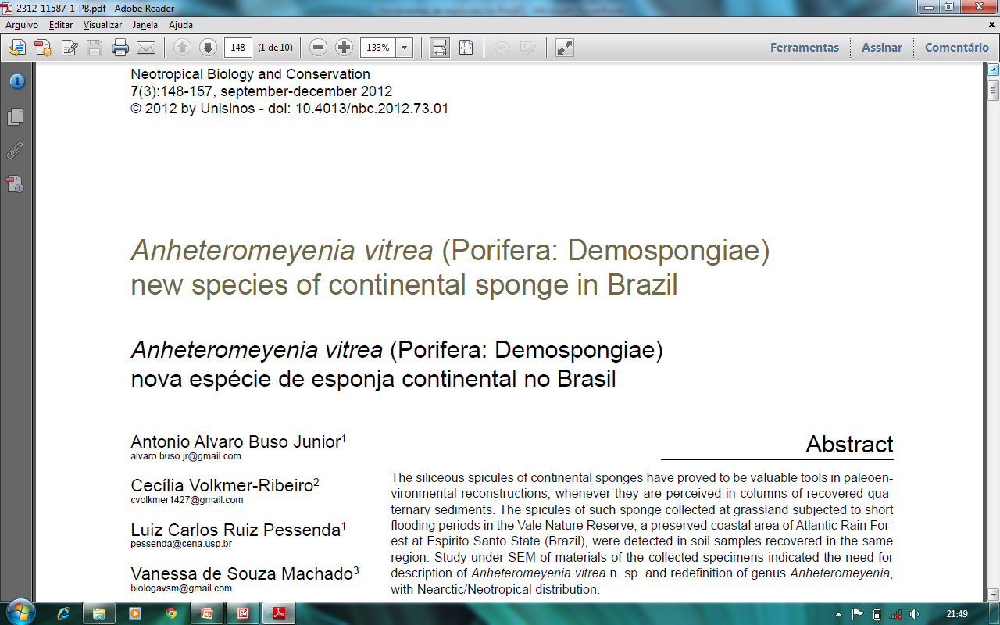 2312-11587-1-PB.pdf - Adobe Reader
Arquivo Editar Visualizar Janela Ajuda
148 (1 de 10) 133% Ferramentas Assinar Comentário
Neotropical Biology and Conservation
7(3):148-157, september-december 2012
© 2012 by Unisinos - doi: 10.4013/nbc.2012.73.01
Anheteromeyenia vitrea (Porifera: Demospongiae)
new species of continental sponge in Brazil
Anheteromeyenia vitrea (Porifera: Demospongiae)
nova espécie de esponja continental no Brasil
Antonio Alvaro Buso Junior1
alvaro.buso.jr@gmail.com
Cecília Volkmer-Ribeiro2
cvolkmer1427@gmail.com
Luiz Carlos Ruiz Pessenda1
pessenda@cena.usp.br
Vanessa de Souza Machado3
biologavsm@gmail.com
Abstract
The siliceous spicules of continental sponges have proved to be valuable tools in paleoen-
vironmental reconstructions, whenever they are perceived in columns of recovered qua-
ternary sediments. The spicules of such sponge collected at grassland subjected to short
flooding periods in the Vale Nature Reserve, a preserved coastal area of Atlantic Rain For-
est at Espirito Santo State (Brazil), were detected in soil samples recovered in the same
region. Study under SEM of materials of the collected specimens indicated the need for
description of Anheteromeyenia vitrea n. sp. and redefinition of genus Anheteromeyenia,
with Nearctic/Neotropical distribution.
21:49